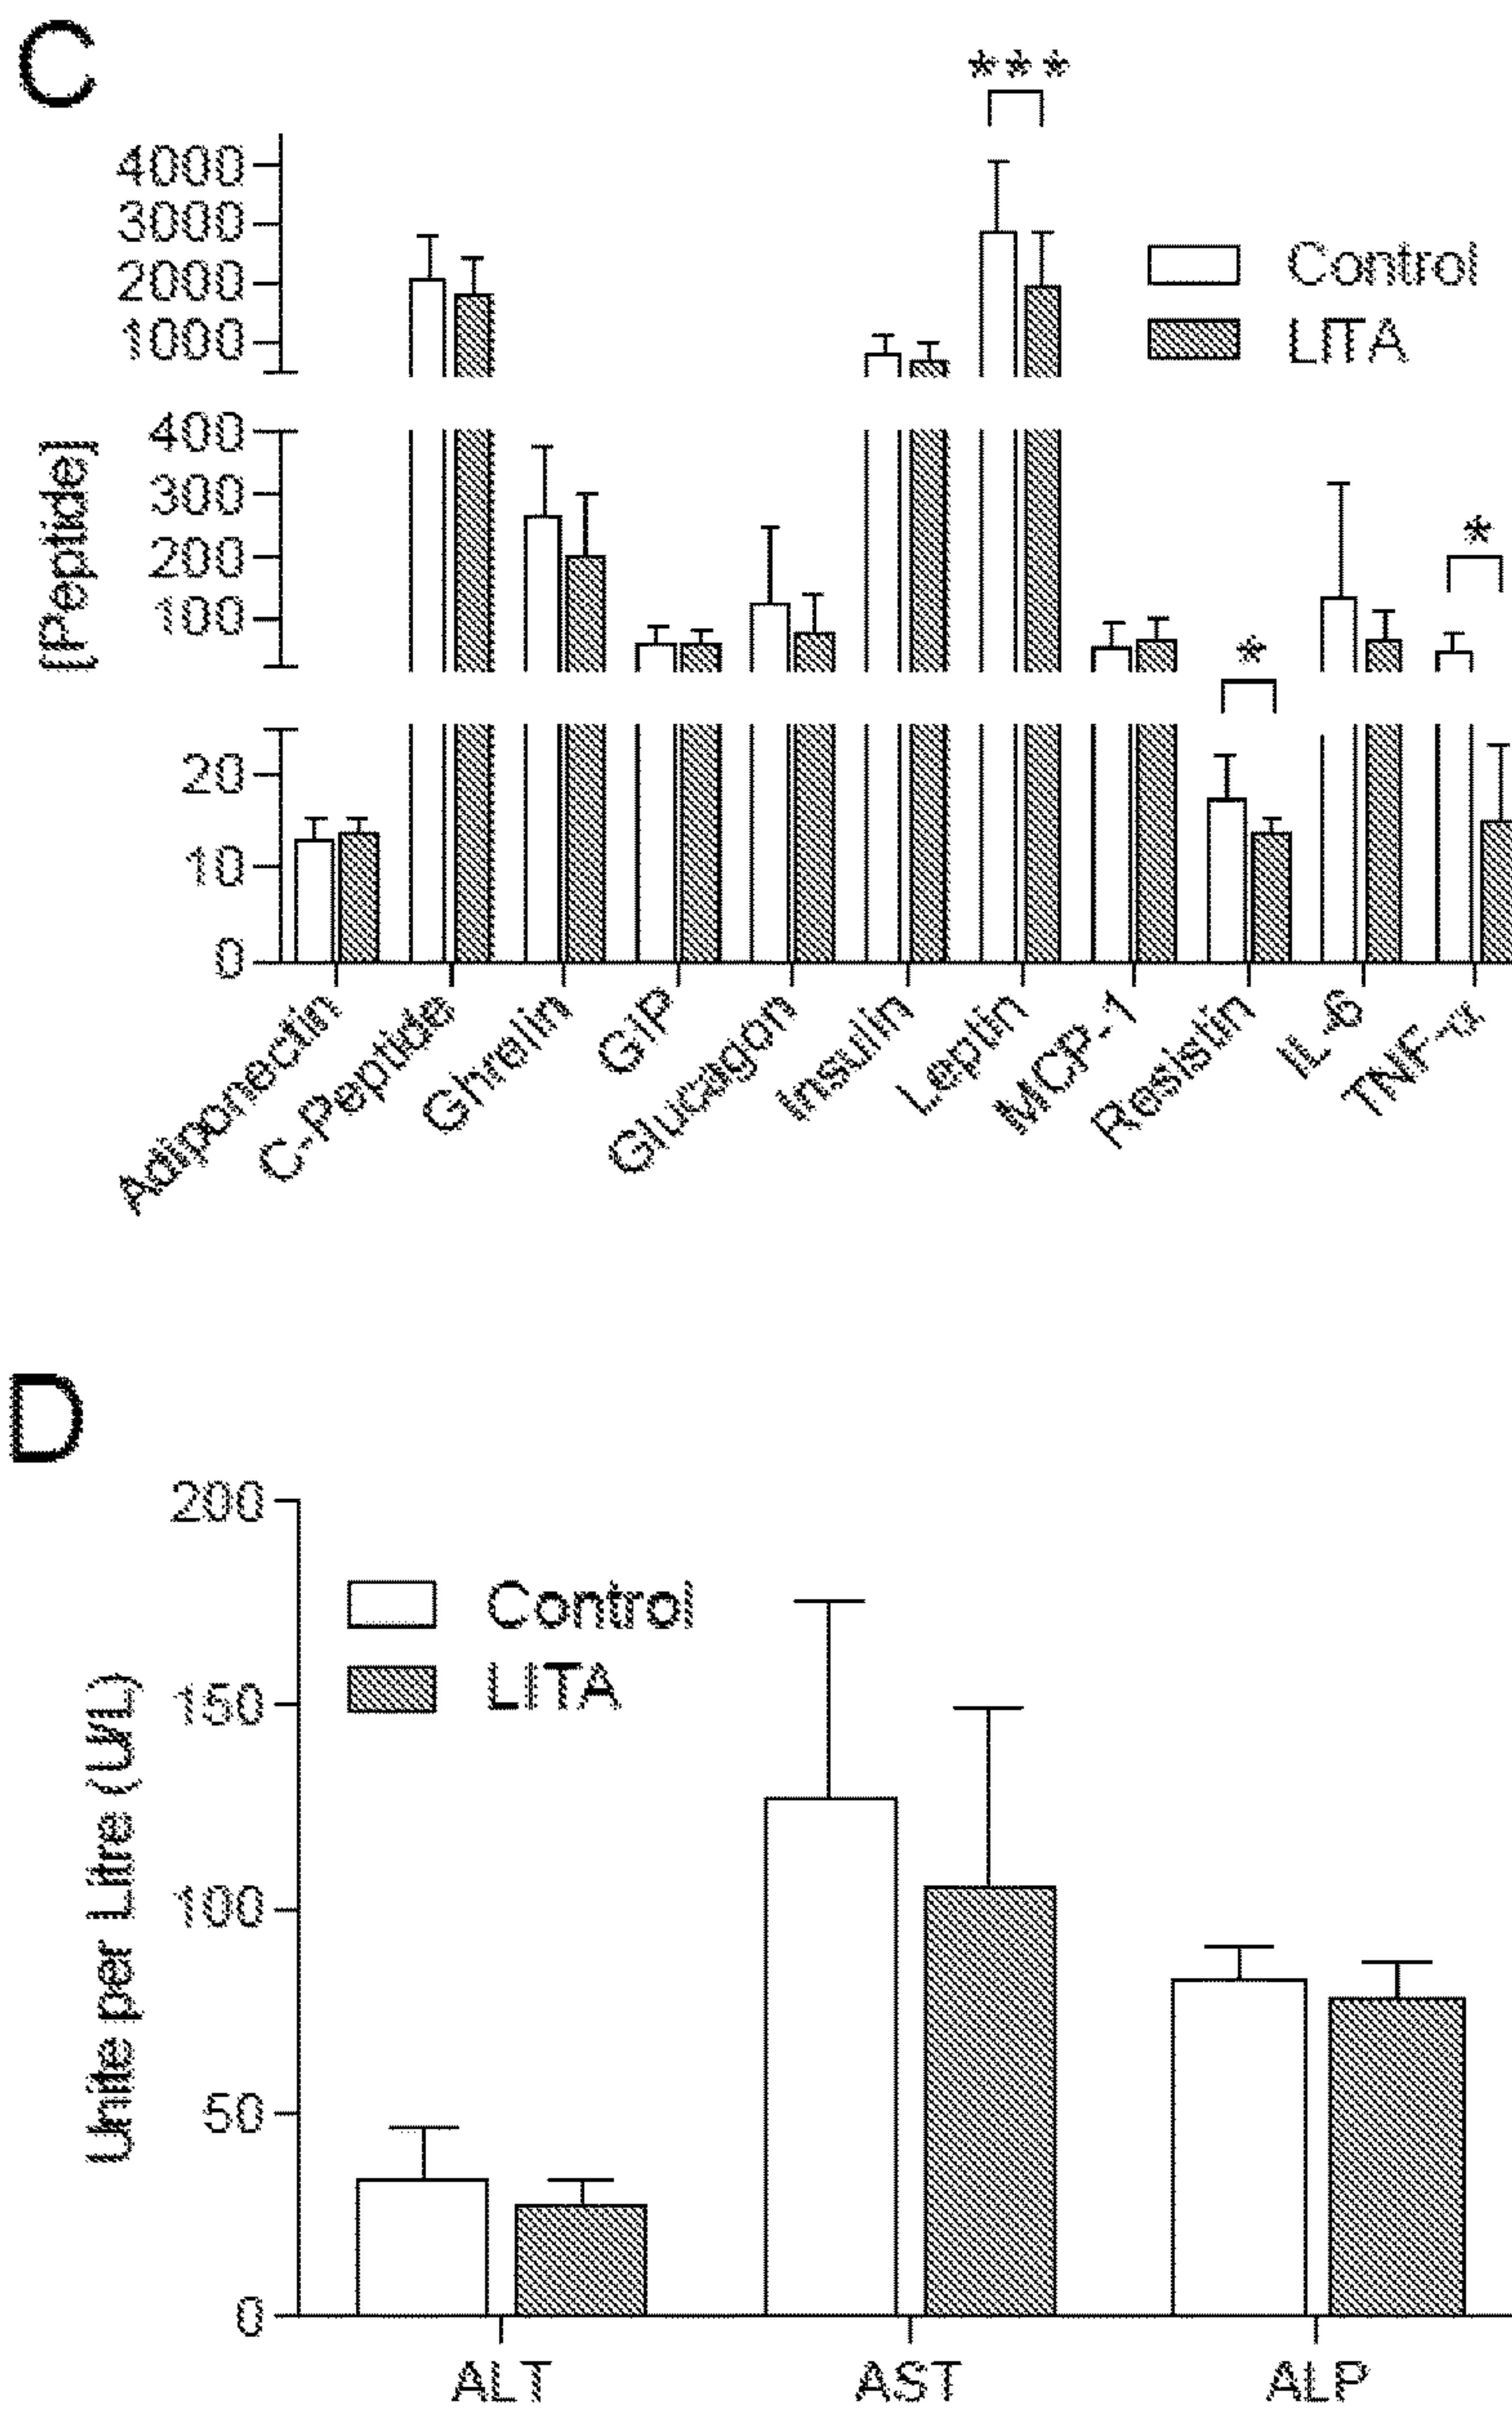 C
***
4000
3000
2000
1000
Control
LITA
400
300
200
100
[Peptide]
*
*
20
10
0
Adiponectin
C-Peptide
Ghrelin
GIP
Glucagon
Insulin
Leptin
MCP-1
Resistin
IL-6
TNF-α
D
200
150
100
50
0
Control
LITA
Unite per Litre (U/L)
ALT
AST
ALP